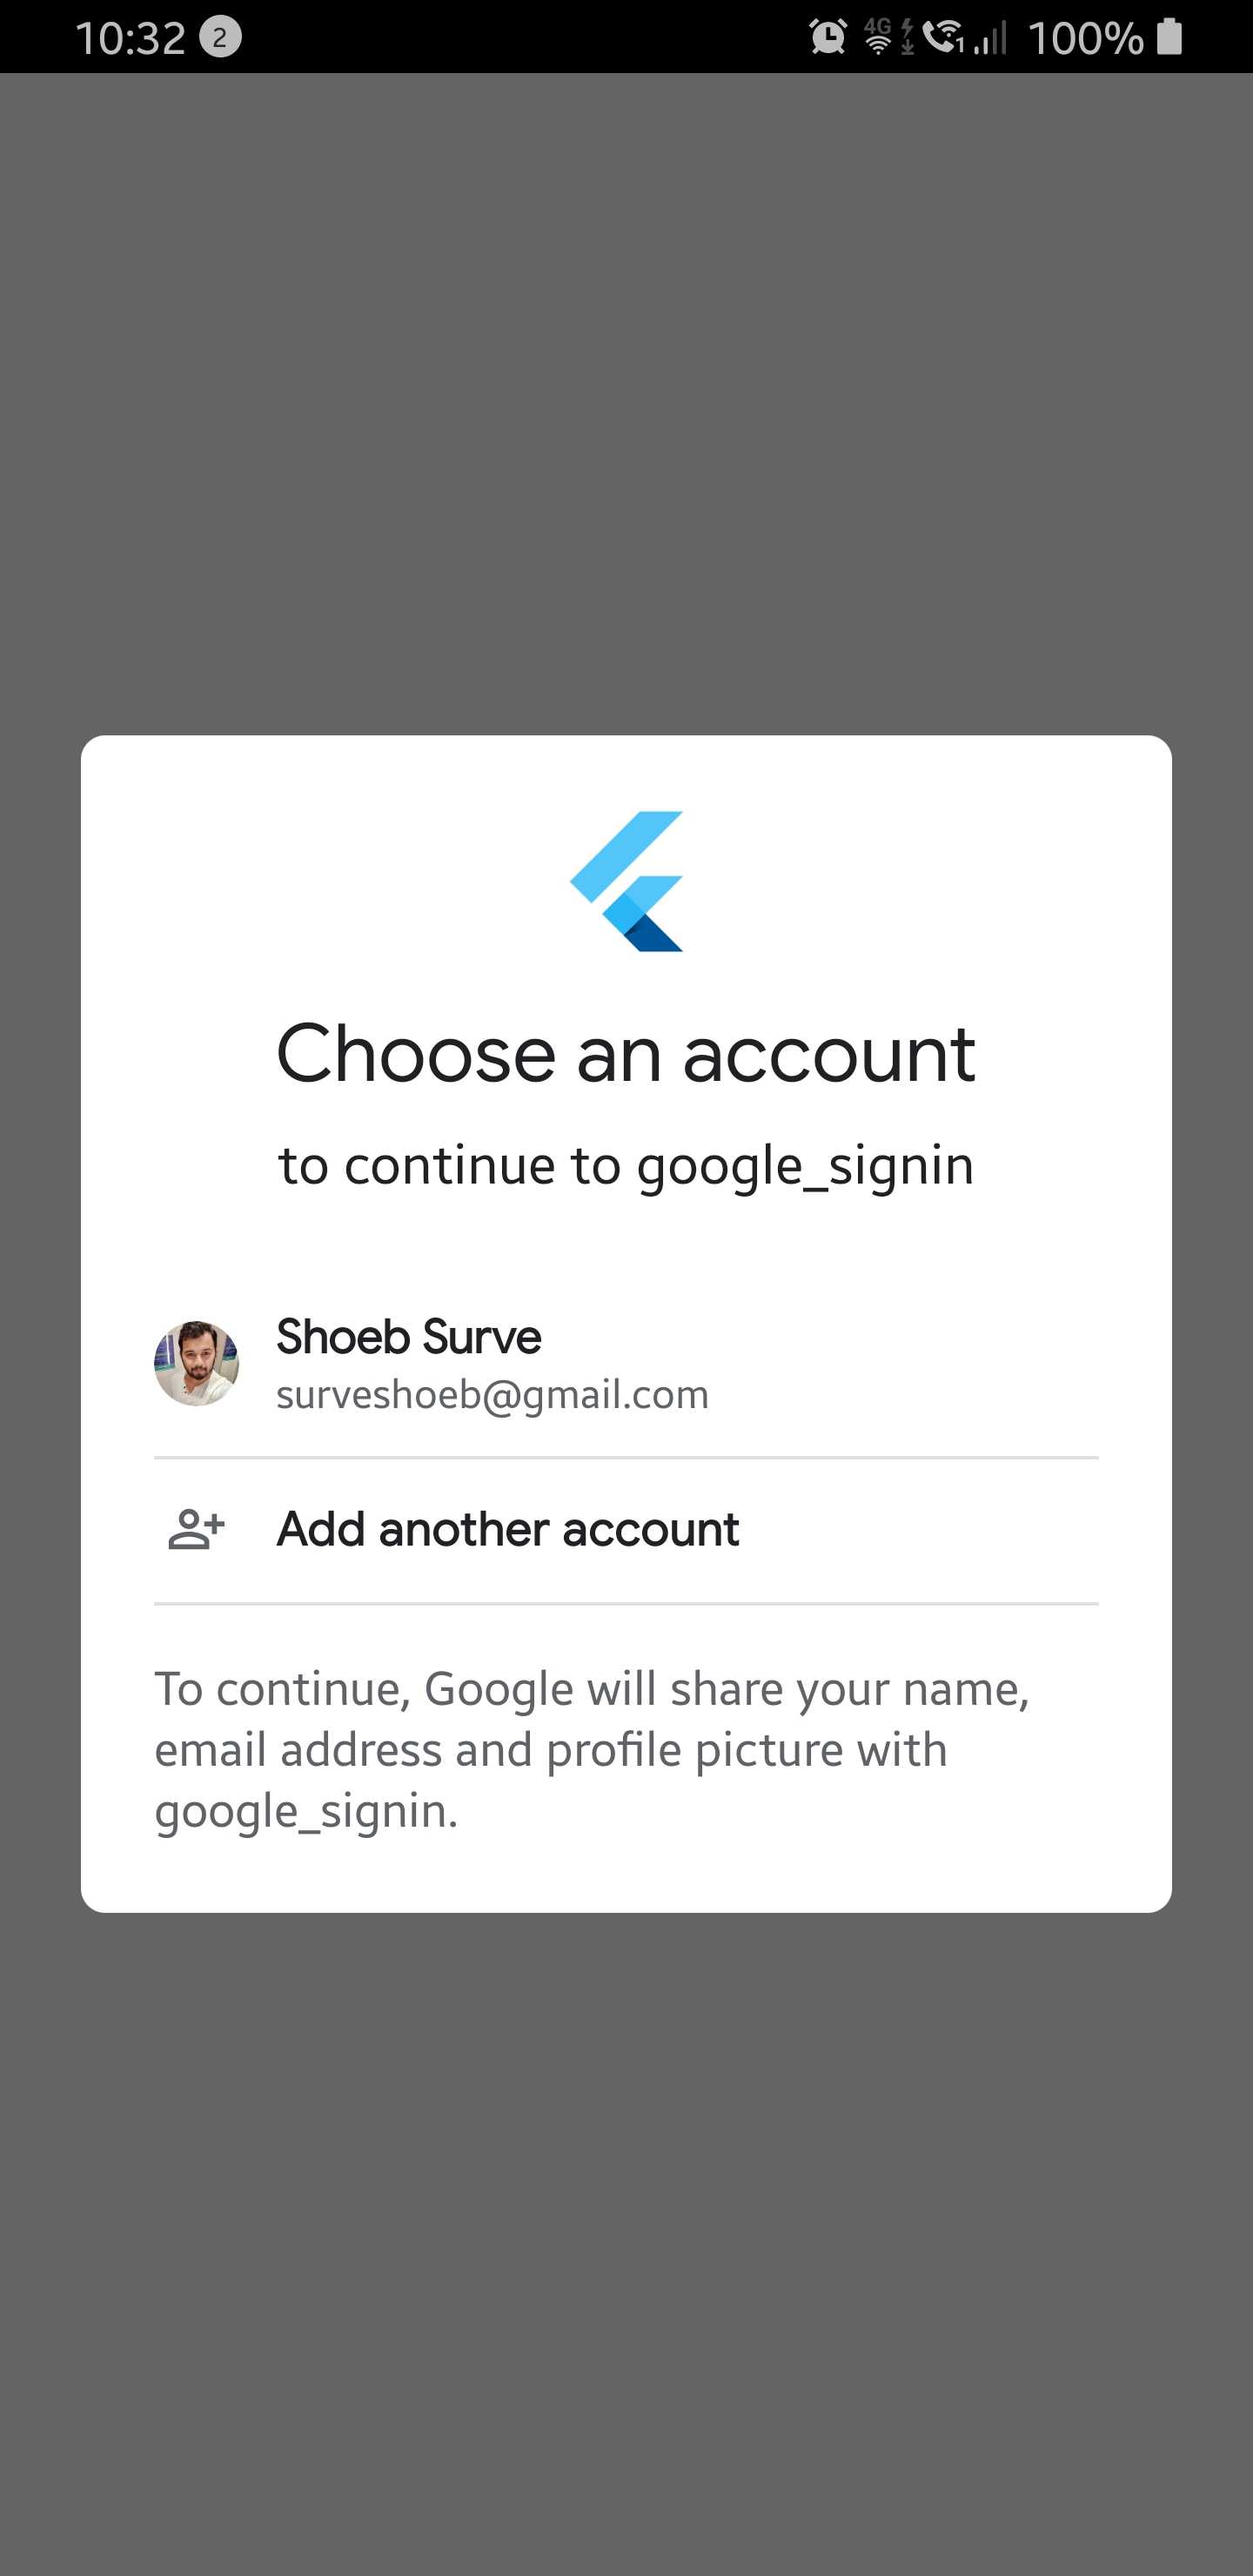 10:32 2 4G 1 100%
Choose an account
to continue to google_signin
Shoeb Surve
surveshoeb@gmail.com
Add another account
To continue, Google will share your name,
email address and profile picture with
google_signin.